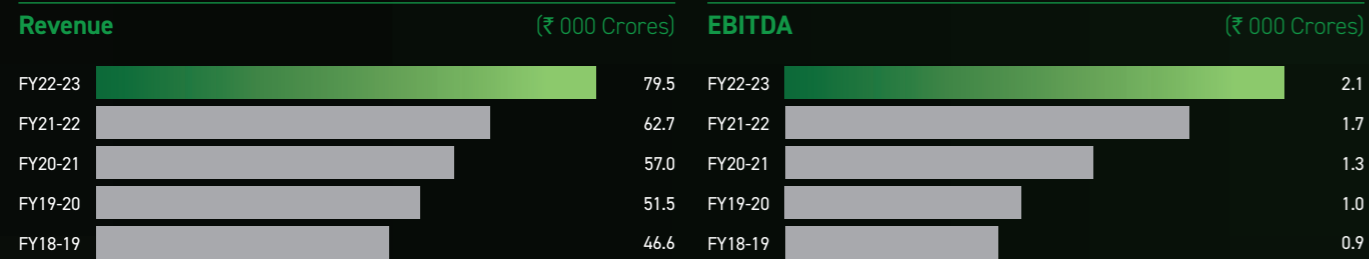 Revenue (₹ 000 Crores)
FY22-23 79.5
FY21-22 62.7
FY20-21 57.0
FY19-20 51.5
FY18-19 46.6
EBITDA (₹ 000 Crores)
FY22-23 2.1
FY21-22 1.7
FY20-21 1.3
FY19-20 1.0
FY18-19 0.9